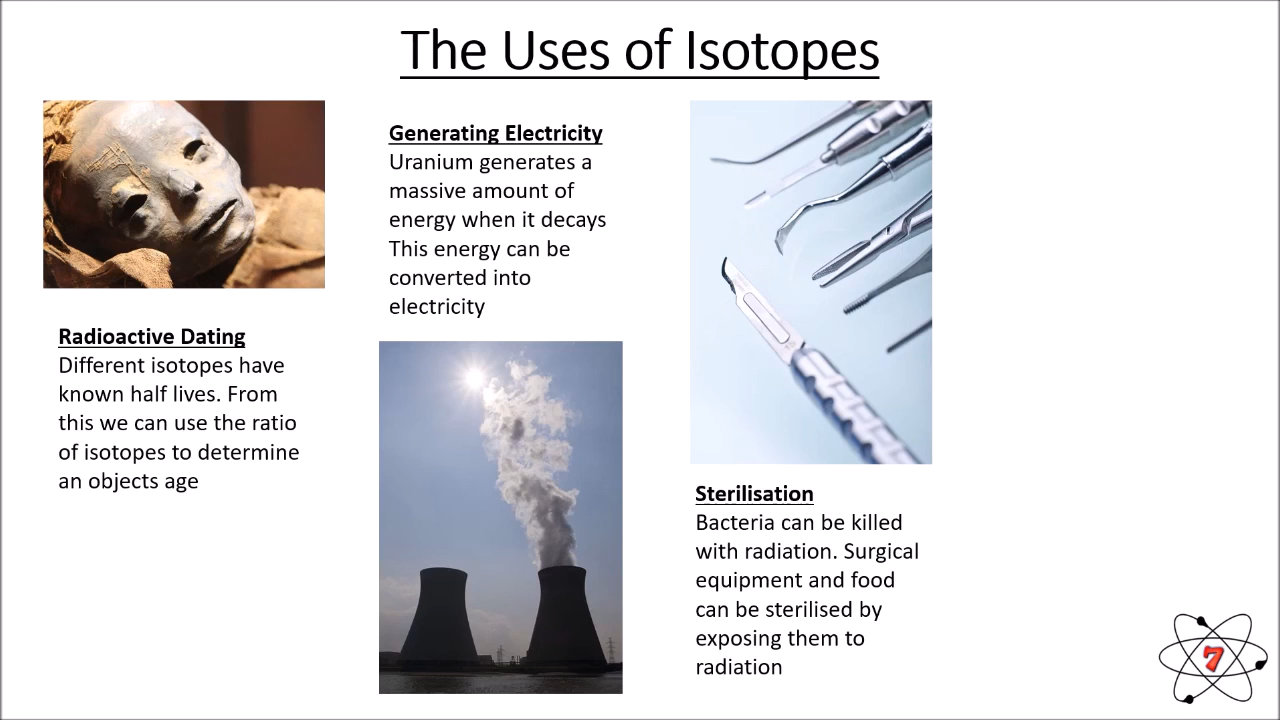 The Uses of Isotopes
Radioactive Dating
Different isotopes have
known half lives. From
this we can use the ratio
of isotopes to determine
an objects age
Generating Electricity
Uranium generates a
massive amount of
energy when it decays
This energy can be
converted into
electricity
Sterilisation
Bacteria can be killed
with radiation. Surgical
equipment and food
can be sterilised by
exposing them to
radiation
7